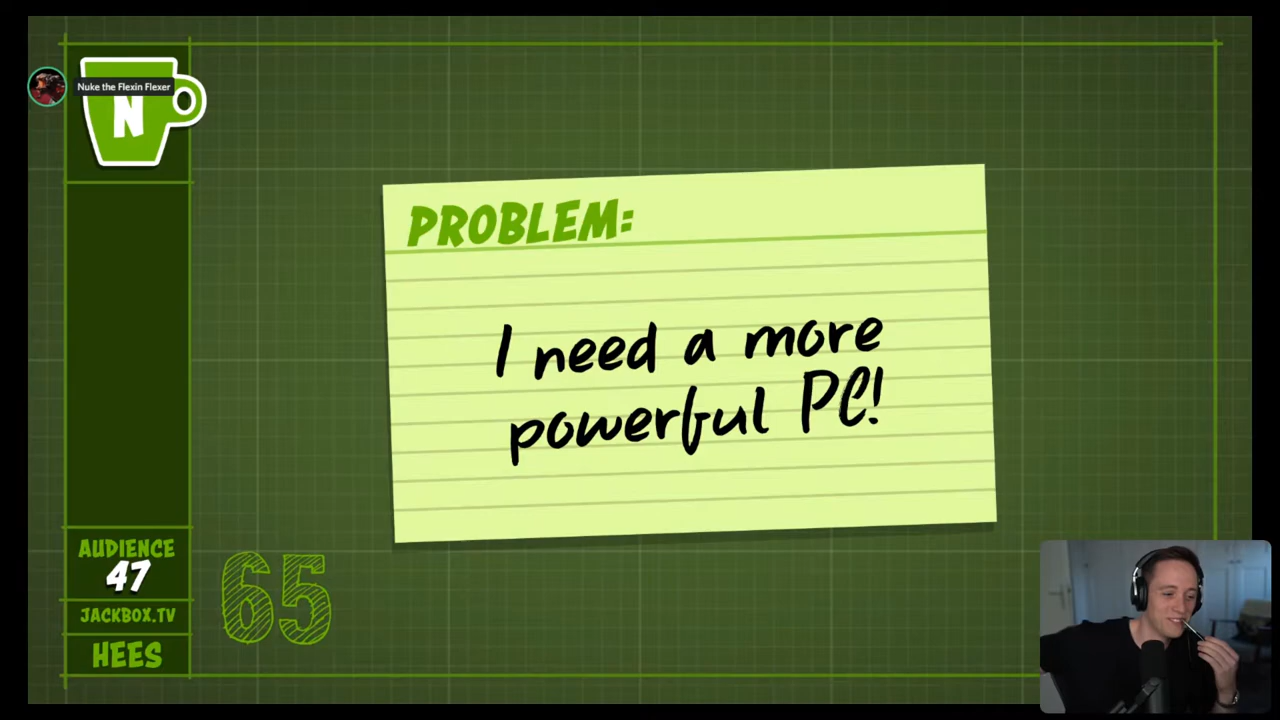 Nuke the Flexin Flexer
N
PROBLEM:
I need a more
powerful PC!
AUDIENCE
47
JACKBOX.TV
HEES
65